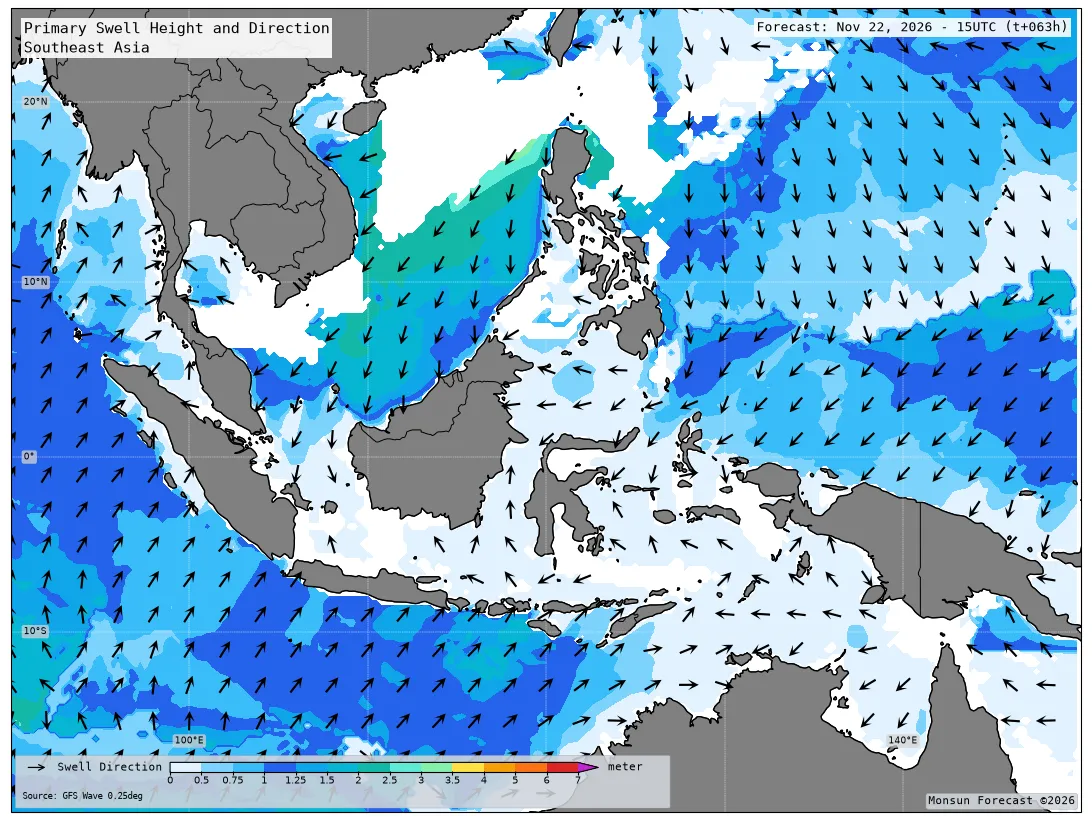 Primary Swell Height and Direction
Southeast Asia
Forecast: Nov 22, 2026 - 15UTC (t+063h)
20°N
10°N
0°
10°S
100°E
140°E
Swell Direction
0 0.5 0.75 1 1.25 1.5 2 2.5 3 3.5 4 5 6 7
meter
Source: GFS Wave 0.25deg
Monsun Forecast ©2026